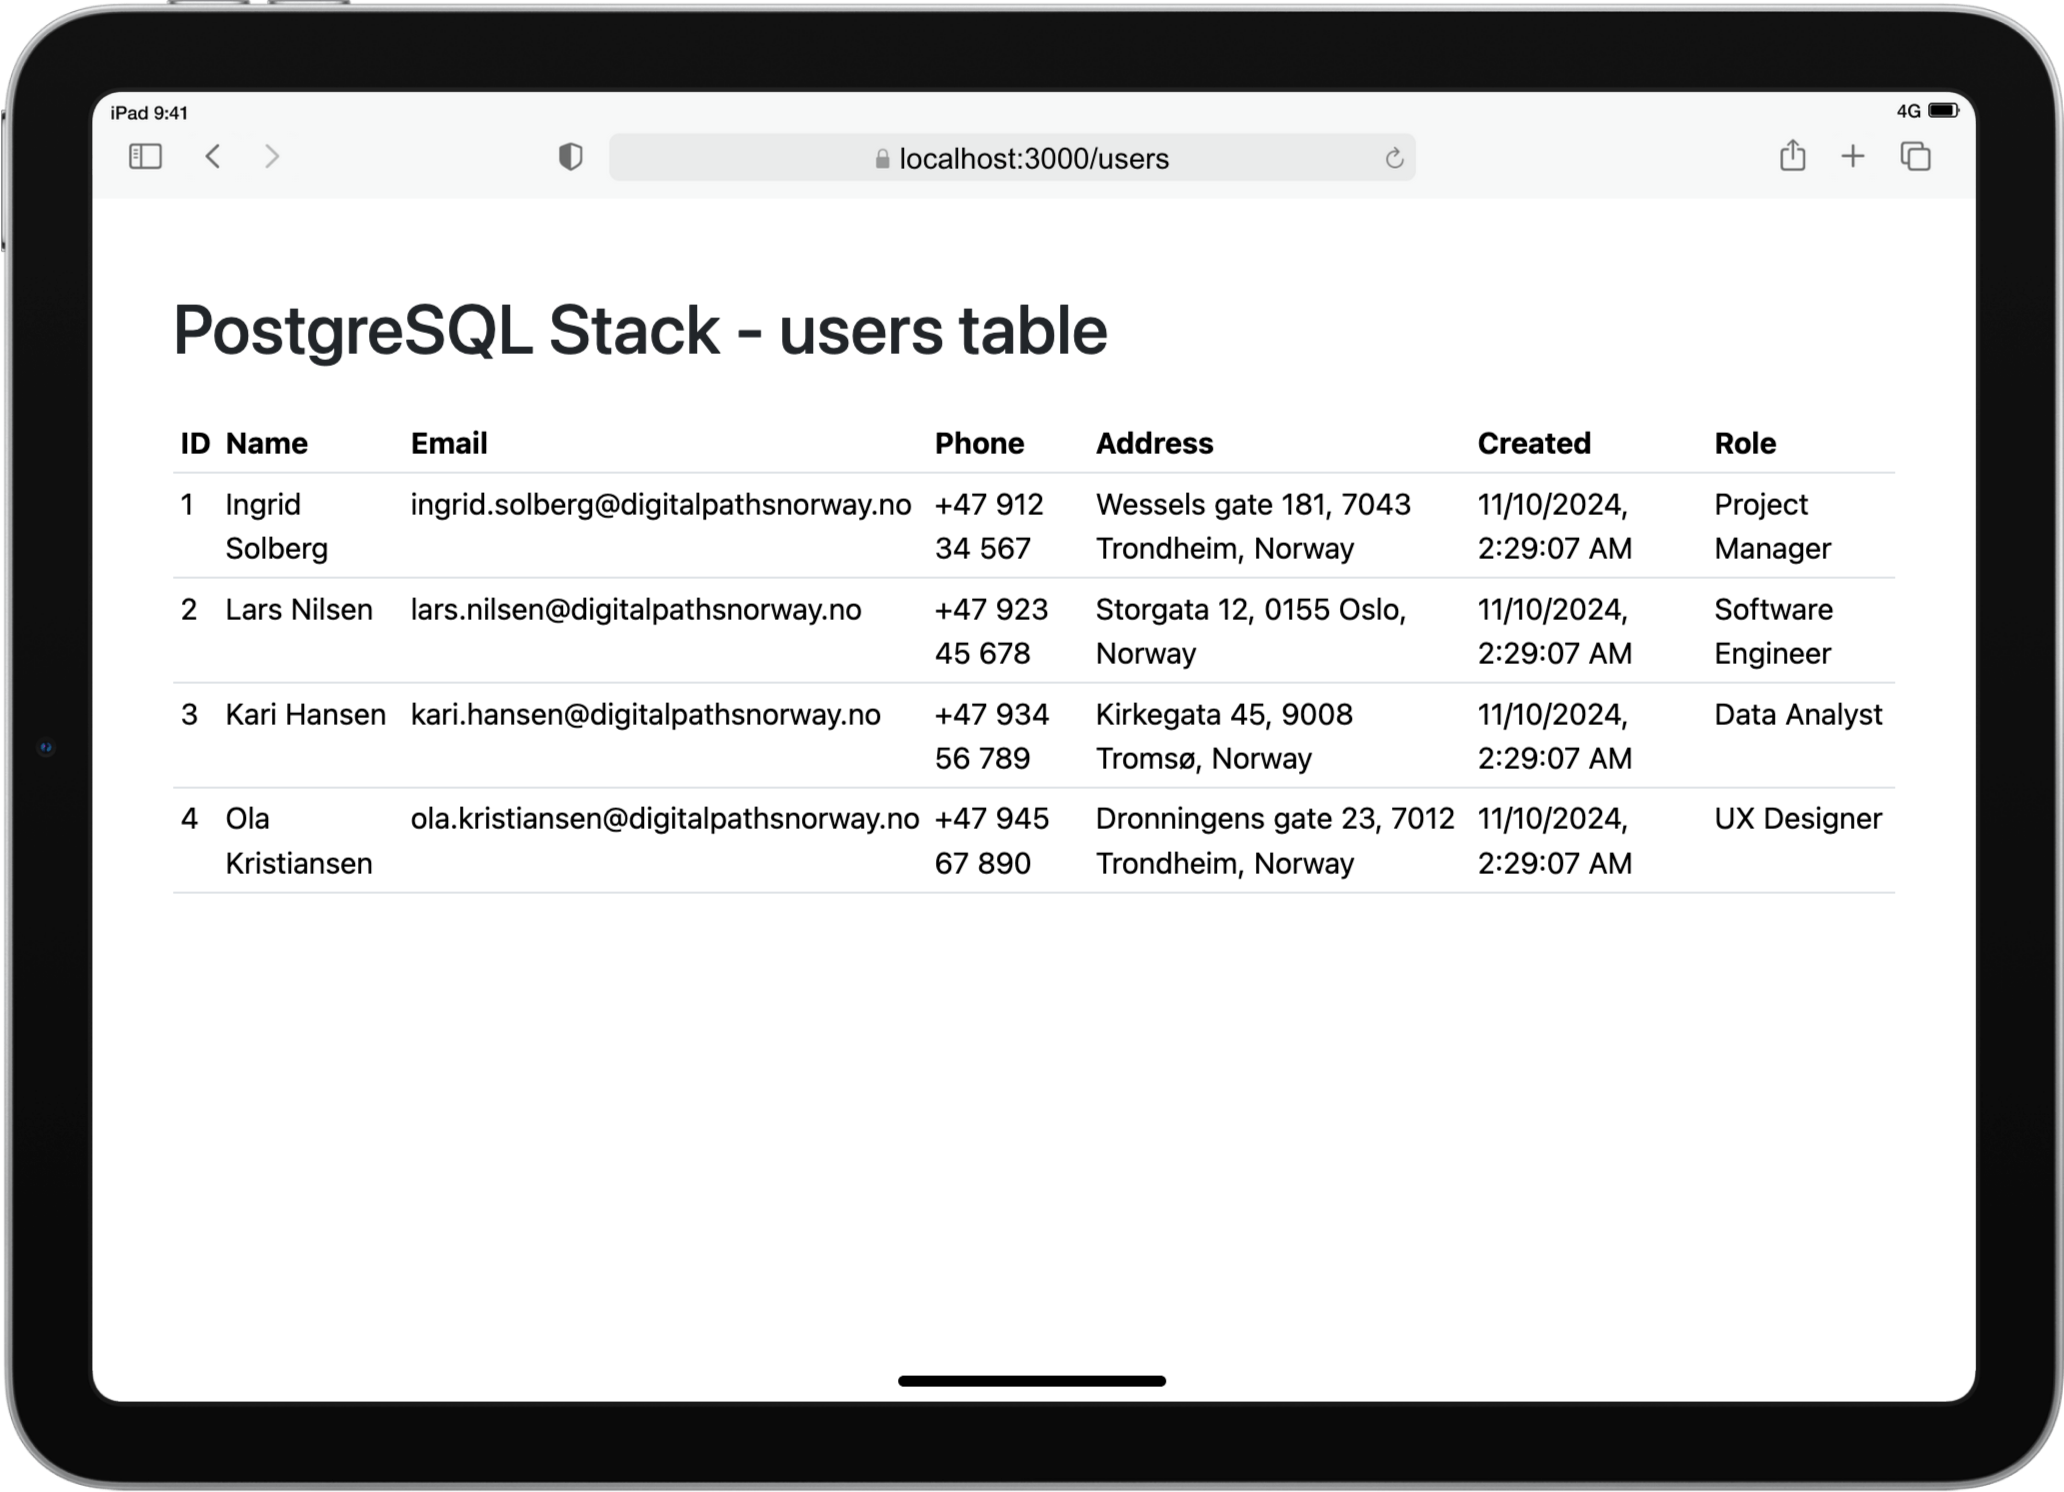 iPad 9:41
4G
localhost:3000/users
PostgreSQL Stack - users table
ID Name Email Phone Address Created Role
1 Ingrid ingrid.solberg@digitalpathsnorway.no +47 912 Wessels gate 181, 7043 11/10/2024, Project
Solberg 34 567 Trondheim, Norway 2:29:07 AM Manager
2 Lars Nilsen lars.nilsen@digitalpathsnorway.no +47 923 Storgata 12, 0155 Oslo, 11/10/2024, Software
45 678 Norway 2:29:07 AM Engineer
3 Kari Hansen kari.hansen@digitalpathsnorway.no +47 934 Kirkegata 45, 9008 11/10/2024, Data Analyst
56 789 Tromsø, Norway 2:29:07 AM
4 Ola ola.kristiansen@digitalpathsnorway.no +47 945 Dronningens gate 23, 7012 11/10/2024, UX Designer
Kristiansen 67 890 Trondheim, Norway 2:29:07 AM